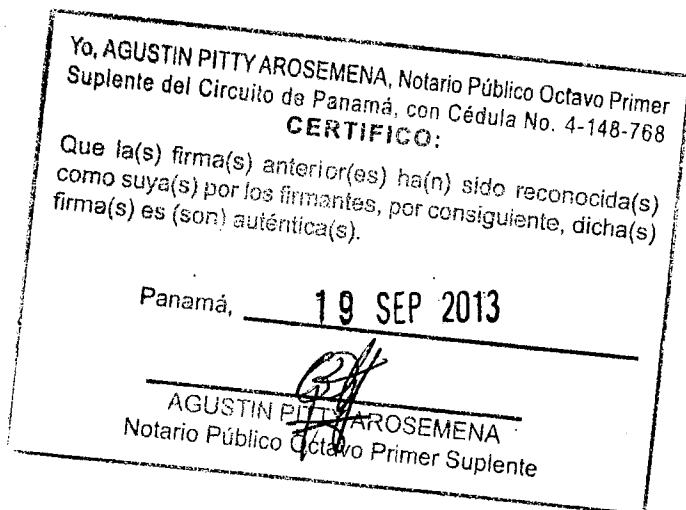 Yo, AGUSTIN PITTY AROSEMENA, Notario Público Octavo Primer
Suplente del Circuito de Panamá, con Cédula No. 4-148-768
CERTIFICO:
Que la(s) firma(s) anterior(es) ha(n) sido reconocida(s)
como suya(s) por los firmantes, por consiguiente, dicha(s)
firma(s) es (son) auténtica(s).
Panamá, 19 SEP 2013
AGUSTIN PITTY AROSEMENA
Notario Público Octavo Primer Suplente